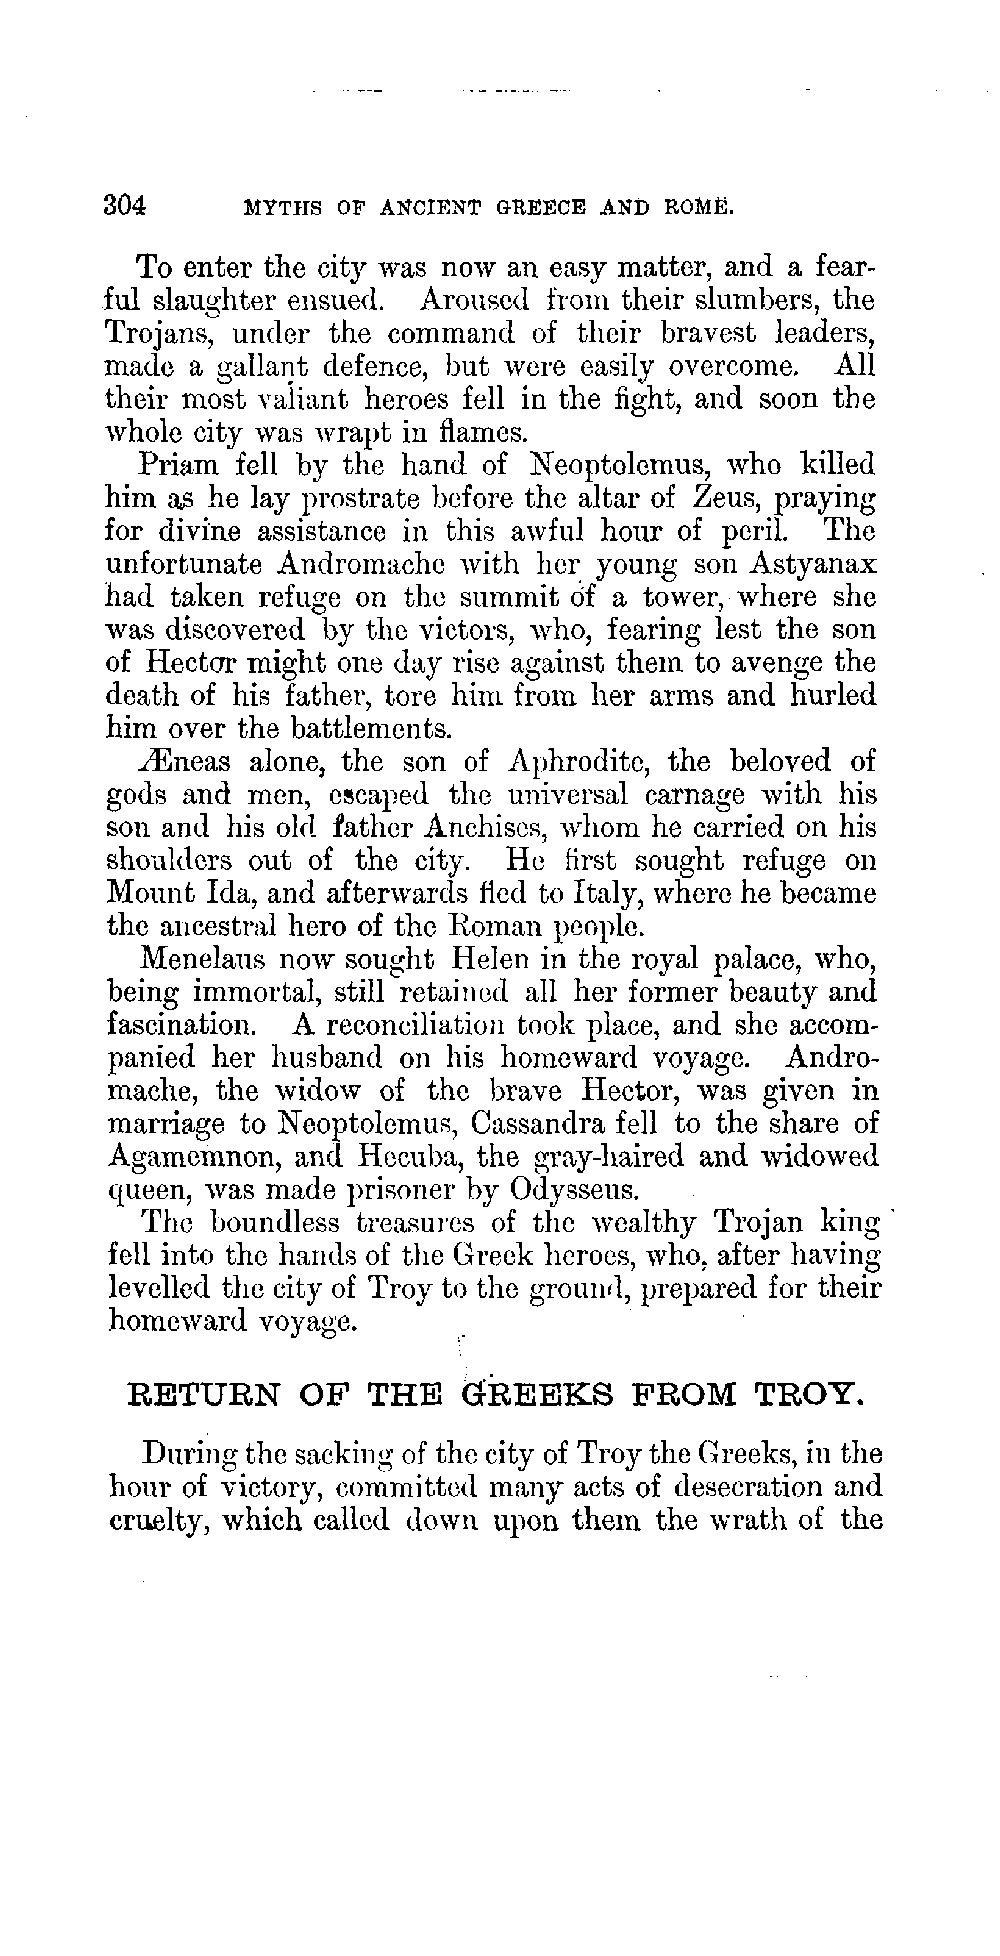 304 MYTHS OF ANCIENT GREECE AND ROME.
To enter the city was now an easy matter, and a fear-
ful slaughter ensued. Aroused from their slumbers, the
Trojans, under the command of their bravest leaders,
made a gallant defence, but were easily overcome. All
their most valiant heroes fell in the fight, and soon the
whole city was wrapt in flames.
Priam fell by the hand of Neoptolemus, who killed
him as he lay prostrate before the altar of Zeus, praying
for divine assistance in this awful hour of peril. The
unfortunate Andromache with her young son Astyanax
had taken refuge on the summit of a tower, where she
was discovered by the victors, who, fearing lest the son
of Hector might one day rise against them to avenge the
death of his father, tore him from her arms and hurled
him over the battlements.
Æneas alone, the son of Aphrodite, the beloved of
gods and men, escaped the universal carnage with his
son and his old father Anchises, whom he carried on his
shoulders out of the city. He first sought refuge on
Mount Ida, and afterwards fled to Italy, where he became
the ancestral hero of the Roman people.
Menelaus now sought Helen in the royal palace, who,
being immortal, still retained all her former beauty and
fascination. A reconciliation took place, and she accom-
panied her husband on his homeward voyage. Andro-
mache, the widow of the brave Hector, was given in
marriage to Neoptolemus, Cassandra fell to the share of
Agamemnon, and Hecuba, the gray-haired and widowed
queen, was made prisoner by Odysseus.
The boundless treasures of the wealthy Trojan king
fell into the hands of the Greek heroes, who, after having
levelled the city of Troy to the ground, prepared for their
homeward voyage.
RETURN OF THE GREEKS FROM TROY.
During the sacking of the city of Troy the Greeks, in the
hour of victory, committed many acts of desecration and
cruelty, which called down upon them the wrath of the